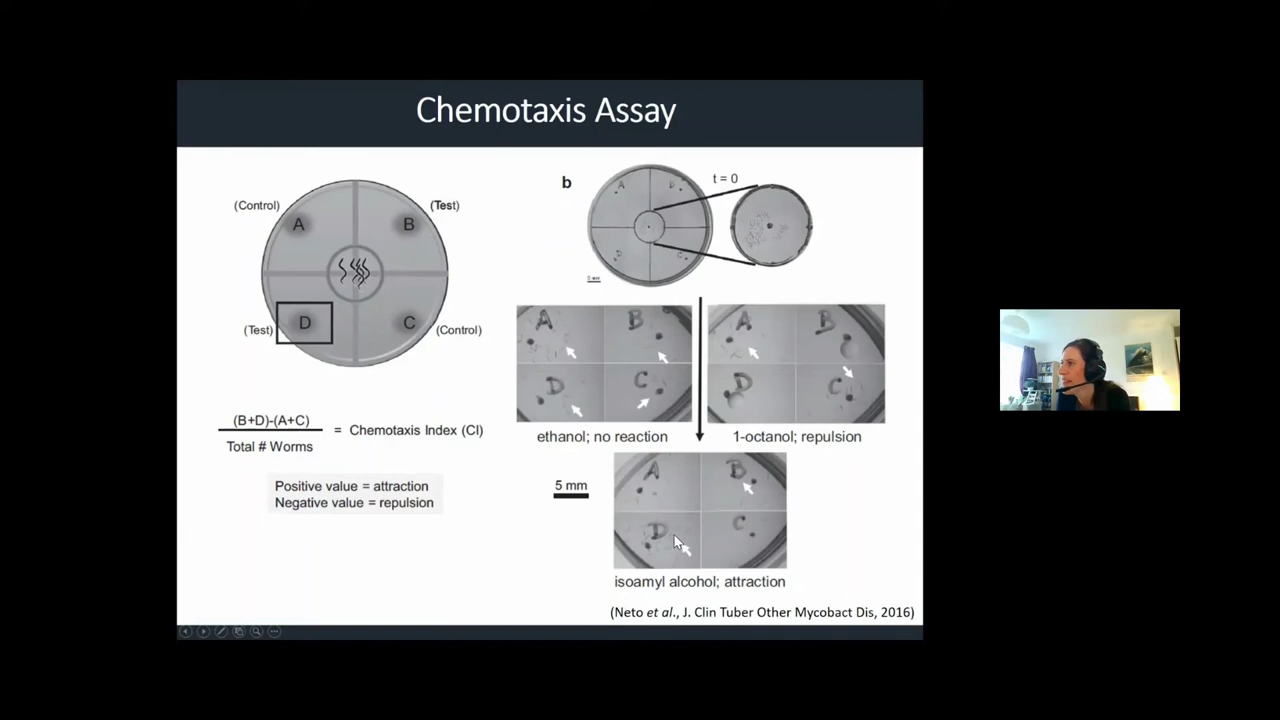 Chemotaxis Assay
(Control)
(Test)
A
B
D
C
(Test)
(Control)
(B+D)-(A+C)
Total # Worms
= Chemotaxis Index (CI)
Positive value = attraction
Negative value = repulsion
b
t = 0
A
D
C
A
B
D
C
ethanol; no reaction
A
B
D
C
1-octanol; repulsion
5 mm
A
B
D
C
isoamyl alcohol; attraction
(Neto et al., J. Clin Tuber Other Mycobact Dis, 2016)